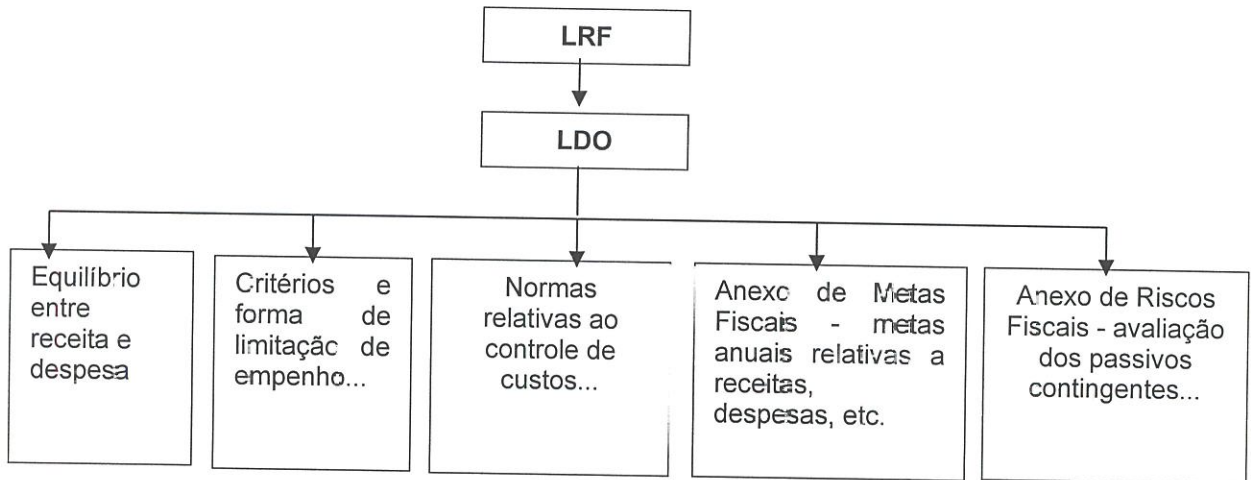 LRF
LDO
Equilíbrio
entre
receita e
despesa
Critérios e
forma de
limitação de
empenho...
Normas
relativas ao
controle de
custos...
Anexo de Metas
Fiscais - metas
anuais relativas a
receitas,
despesas, etc.
Anexo de Riscos
Fiscais - avaliação
dos passivos
contingentes...